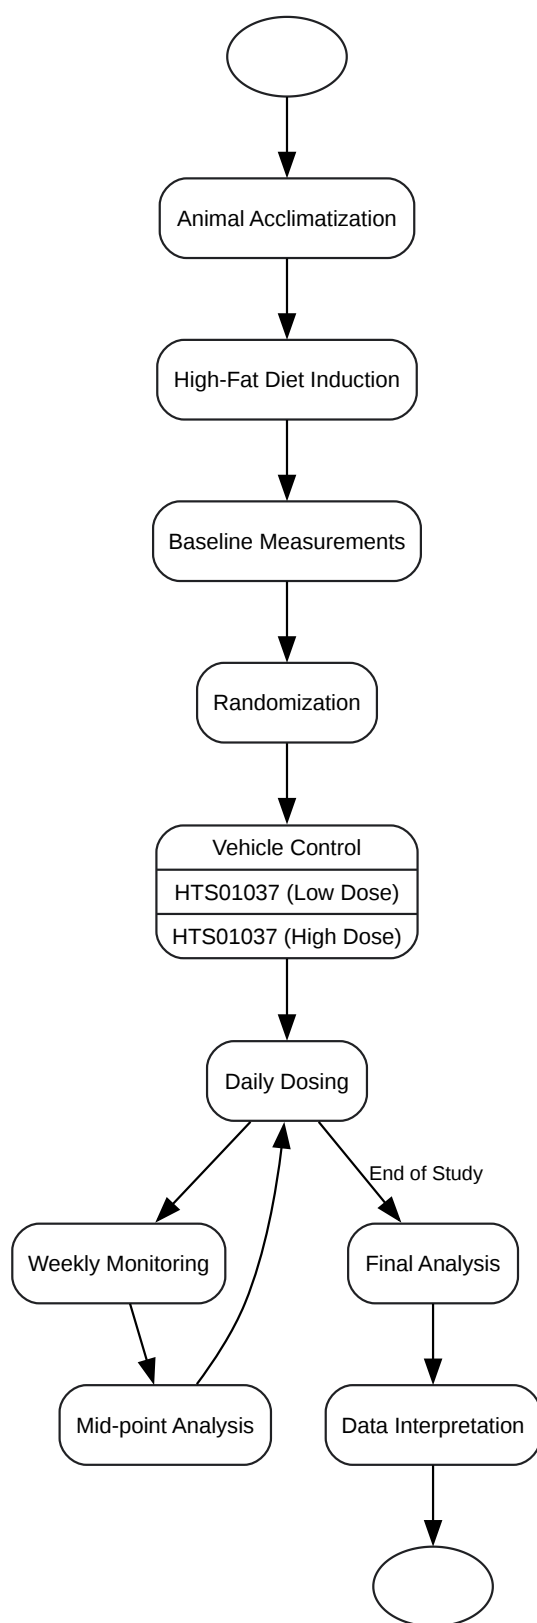 Animal Acclimatization
High-Fat Diet Induction
Baseline Measurements
Randomization
Vehicle Control
HTS01037 (Low Dose)
HTS01037 (High Dose)
Daily Dosing
End of Study
Weekly Monitoring
Final Analysis
Mid-point Analysis
Data Interpretation